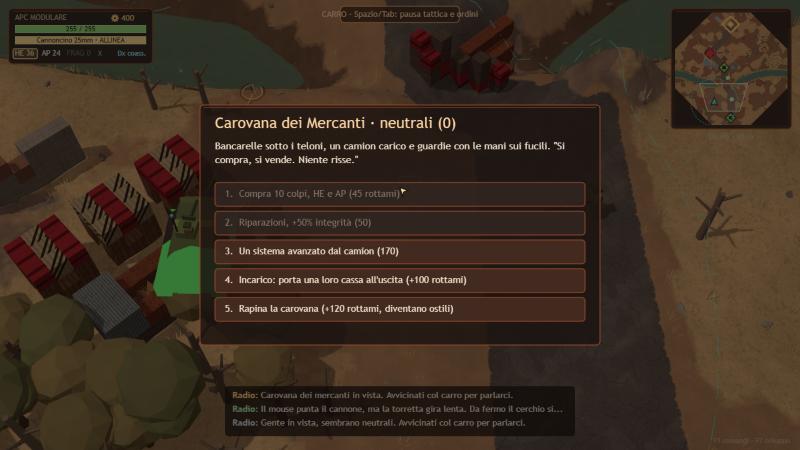 APC MODULARE 400
255 / 255
Cannoncino 25mm · ALLINEA
HE 36 AP 24 FRAG 0 X Dx coass.
CARRO · Spazio/Tab: pausa tattica e ordini
Carovana dei Mercanti · neutrali (0)
Bancarelle sotto i teloni, un camion carico e guardie con le mani sui fucili. "Si
compra, si vende. Niente risse."
1. Compra 10 colpi, HE e AP (45 rottami)
2. Riparazioni, +50% integrità (50)
3. Un sistema avanzato dal camion (170)
4. Incarico: porta una loro cassa all'uscita (+100 rottami)
5. Rapina la carovana (+120 rottami, diventano ostili)
Radio: Carovana dei mercanti in vista. Avvicinati col carro per parlarci.
Radio: Il mouse punta il cannone, ma la torretta gira lenta. Da fermo il cerchio si...
Radio: Gente in vista, sembrano neutrali. Avvicinati col carro per parlarci.